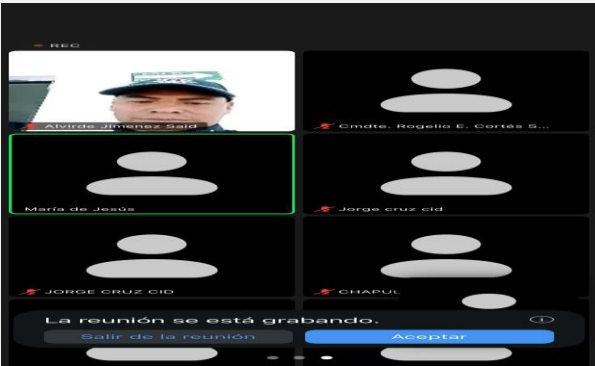 REC
Alvirde Jimenez Said
Cmdte. Rogelio E. Cortés S...
María de Jesús
Jorge cruz cid
JORGE CRUZ CID
CHAPUL
La reunión se está grabando.
Salir de la reunión
Aceptar